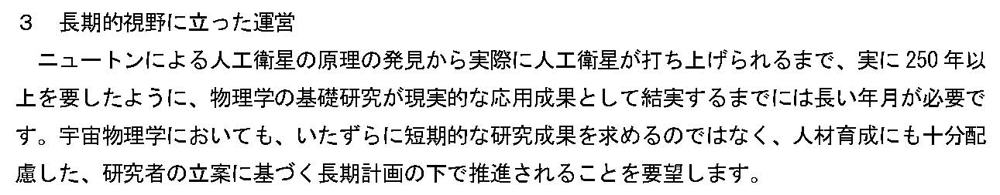 ３　長期的視野に立った運営
　ニュートンによる人工衛星の原理の発見から実際に人工衛星が打ち上げられるまで、実に 250 年以
上を要したように、物理学の基礎研究が現実的な応用成果として結実するまでには長い年月が必要で
す。宇宙物理学においても、いたずらに短期的な研究成果を求めるのではなく、人材育成にも十分配
慮した、研究者の立案に基づく長期計画の下で推進されることを要望します。